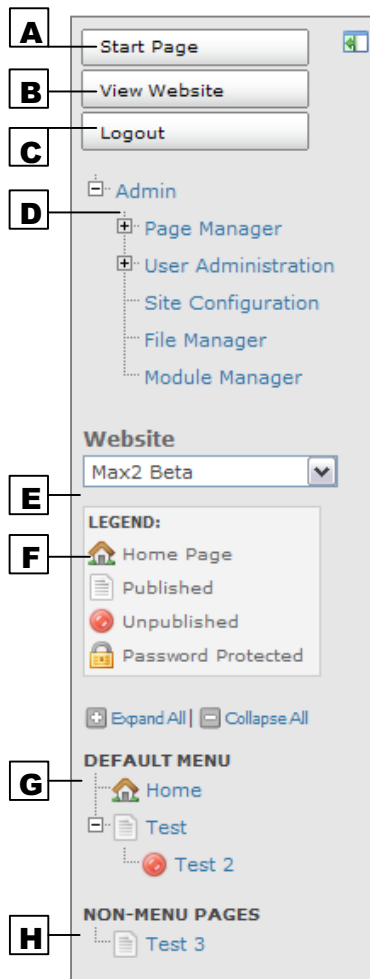 A
Start Page
B
View Website
C
Logout
Admin
D
Page Manager
User Administration
Site Configuration
File Manager
Module Manager
Website
Max2 Beta
E
LEGEND:
F
Home Page
Published
Unpublished
Password Protected
Expand All | Collapse All
DEFAULT MENU
G
Home
Test
Test 2
NON-MENU PAGES
H
Test 3